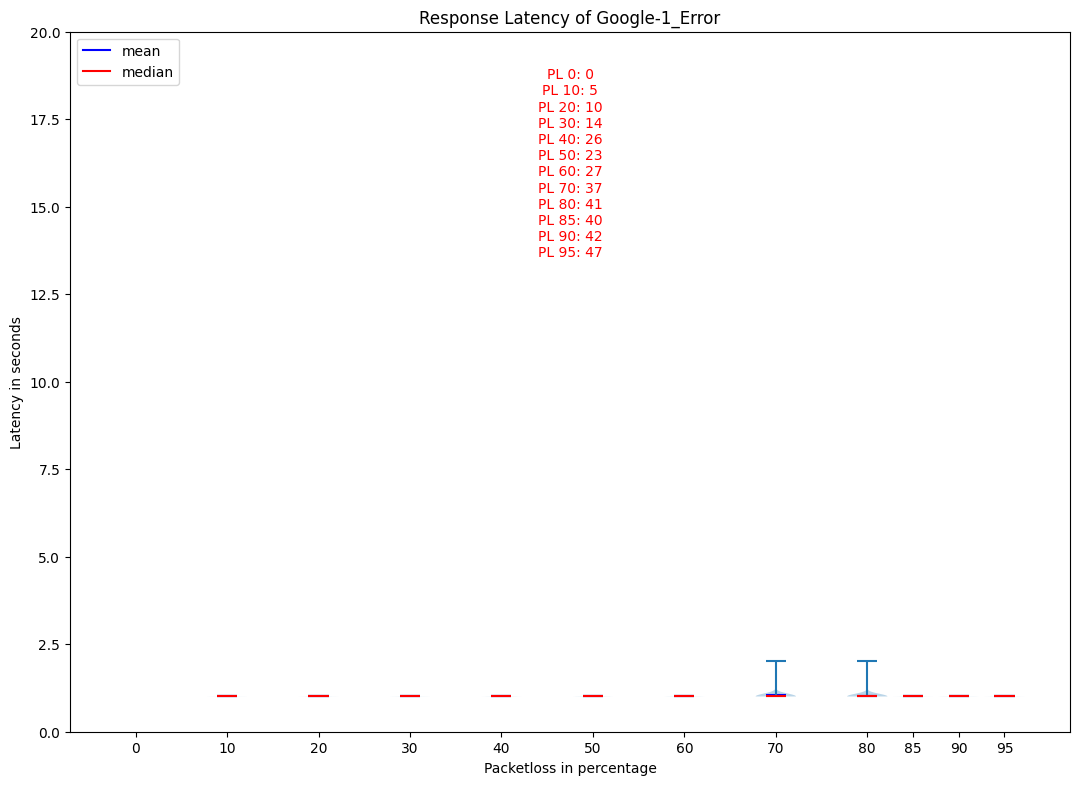 Response Latency of Google-1_Error
20.0
mean
median
PL 0: 0
PL 10: 5
PL 20: 10
PL 30: 14
PL 40: 26
PL 50: 23
PL 60: 27
PL 70: 37
PL 80: 41
PL 85: 40
PL 90: 42
PL 95: 47
17.5
15.0
12.5
10.0
7.5
5.0
2.5
0.0
Latency in seconds
0 10 20 30 40 50 60 70 80 85 90 95
Packetloss in percentage